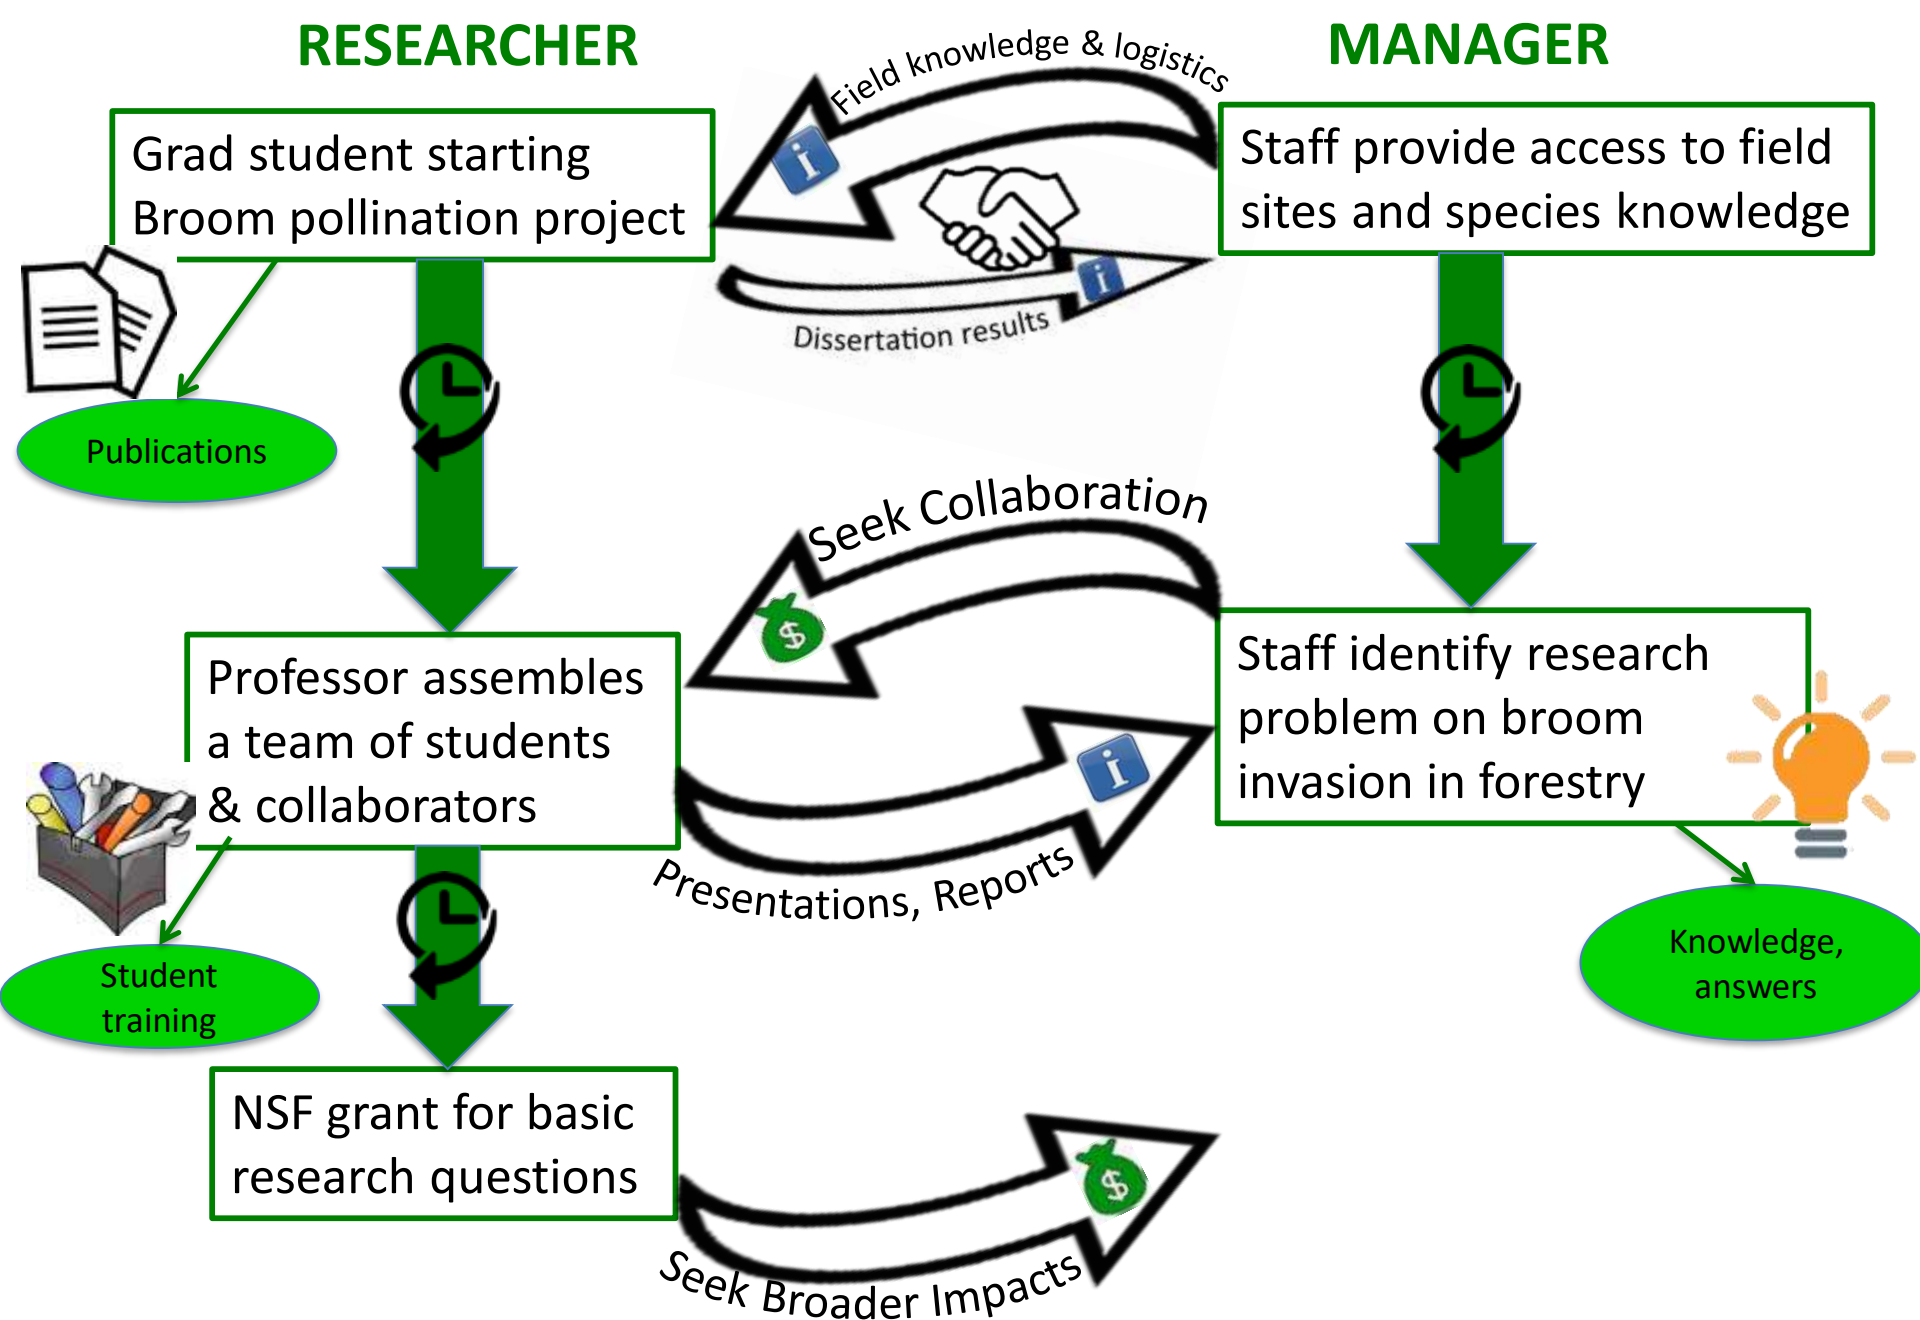 RESEARCHER
MANAGER
Field knowledge & logistics
Grad student starting
Broom pollination project
Staff provide access to field
sites and species knowledge
i
i
Dissertation results
Publications
Seek Collaboration
$
Professor assembles
a team of students
& collaborators
Staff identify research
problem on broom
invasion in forestry
i
Presentations, Reports
Student
training
Knowledge,
answers
NSF grant for basic
research questions
$
Seek Broader Impacts